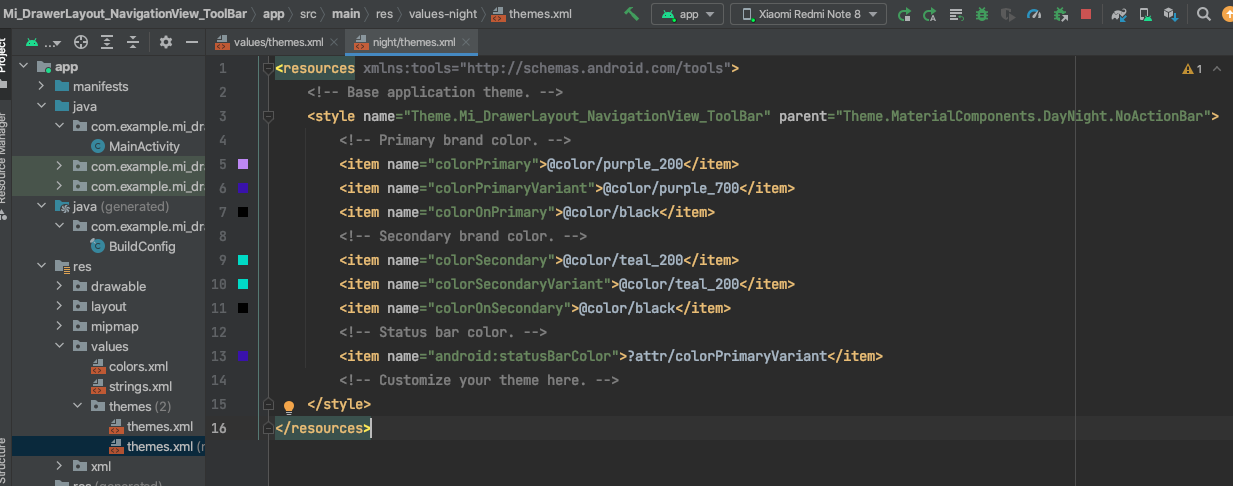 Mi_DrawerLayout_NavigationView_ToolBar > app > src > main > res > values-night > themes.xml
app
Xiaomi Redmi Note 8
Project
Resource Manager
Structure
...
values/themes.xml
night/themes.xml
app
manifests
java
com.example.mi_dra
MainActivity
com.example.mi_dra
com.example.mi_dra
java (generated)
com.example.mi_dra
BuildConfig
res
drawable
layout
mipmap
values
colors.xml
strings.xml
themes (2)
themes.xml
themes.xml (n
xml
res (generated)
1 <resources xmlns:tools="http://schemas.android.com/tools">
2 <!-- Base application theme. -->
3 <style name="Theme.Mi_DrawerLayout_NavigationView_ToolBar" parent="Theme.MaterialComponents.DayNight.NoActionBar">
4 <!-- Primary brand color. -->
5 <item name="colorPrimary">@color/purple_200</item>
6 <item name="colorPrimaryVariant">@color/purple_700</item>
7 <item name="colorOnPrimary">@color/black</item>
8 <!-- Secondary brand color. -->
9 <item name="colorSecondary">@color/teal_200</item>
10 <item name="colorSecondaryVariant">@color/teal_200</item>
11 <item name="colorOnSecondary">@color/black</item>
12 <!-- Status bar color. -->
13 <item name="android:statusBarColor">?attr/colorPrimaryVariant</item>
14 <!-- Customize your theme here. -->
15 </style>
16 </resources>
1